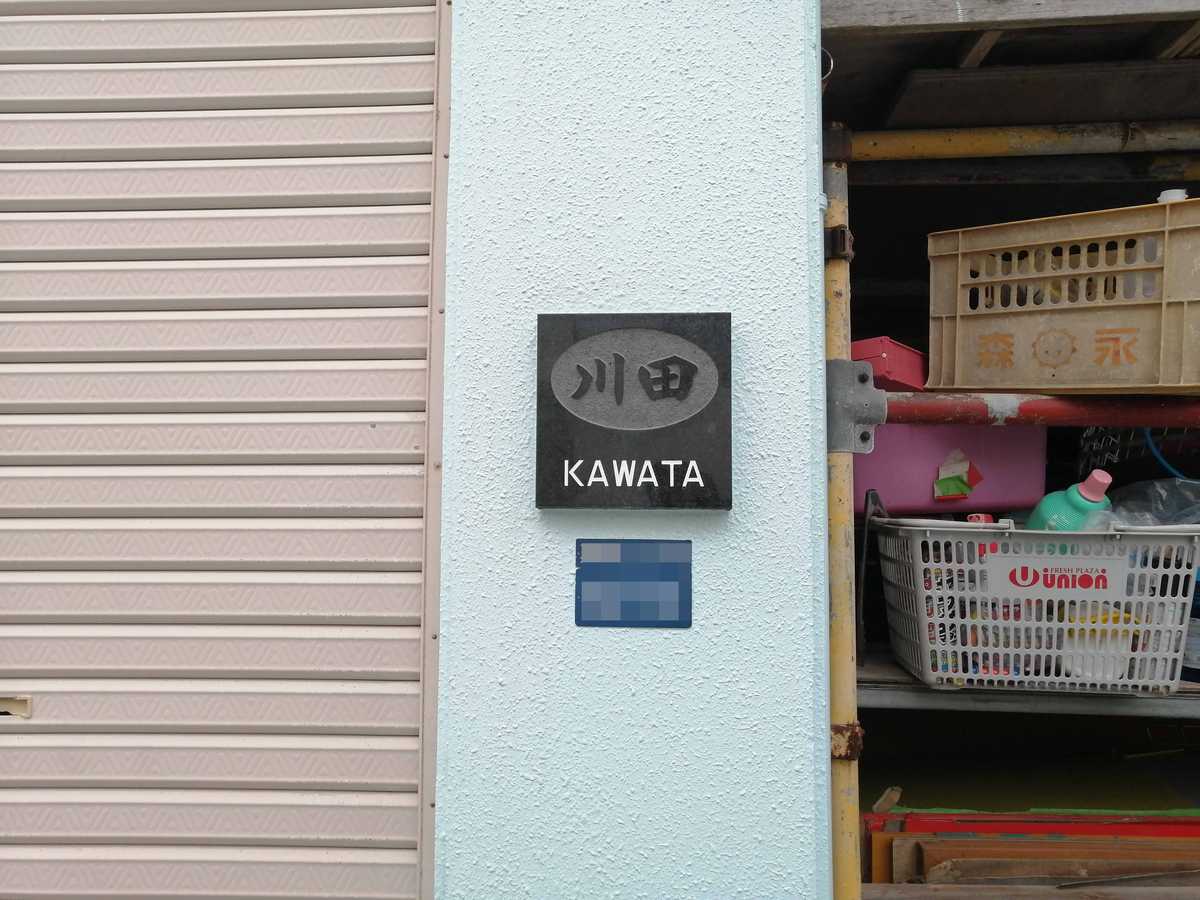 川田
KAWATA
森永
FRESH PLAZA
UNION